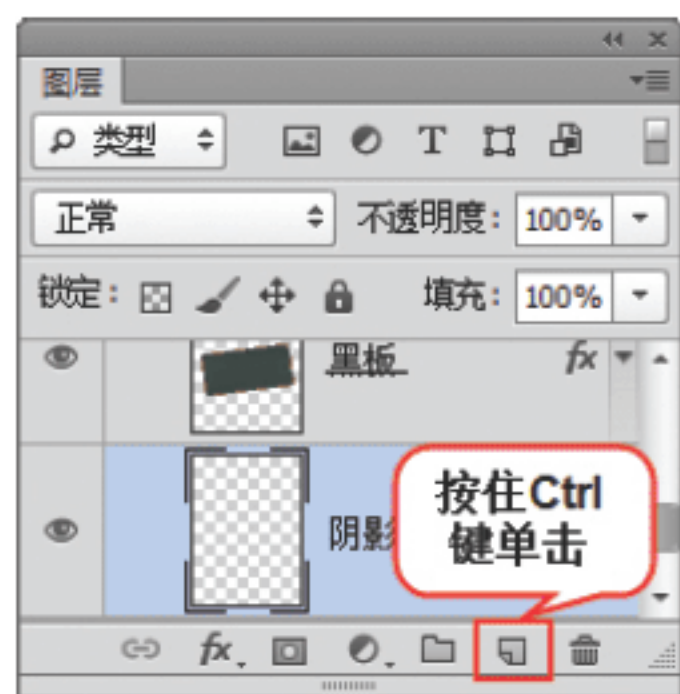 图层
类型 T
正常 不透明度: 100%
锁定: 填充: 100%
黑板 fx
阴影
按住Ctrl
键单击
fx